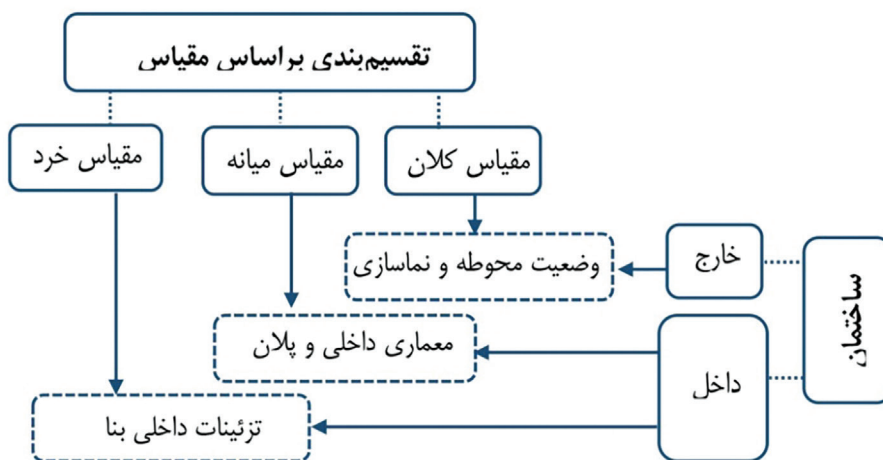 تقسیم‌بندی براساس مقیاس
مقیاس کلان
مقیاس میانه
مقیاس خرد
ساختمان
خارج
وضعیت محوطه و نماسازی
داخل
معماری داخلی و پلان
تزئینات داخلی بنا